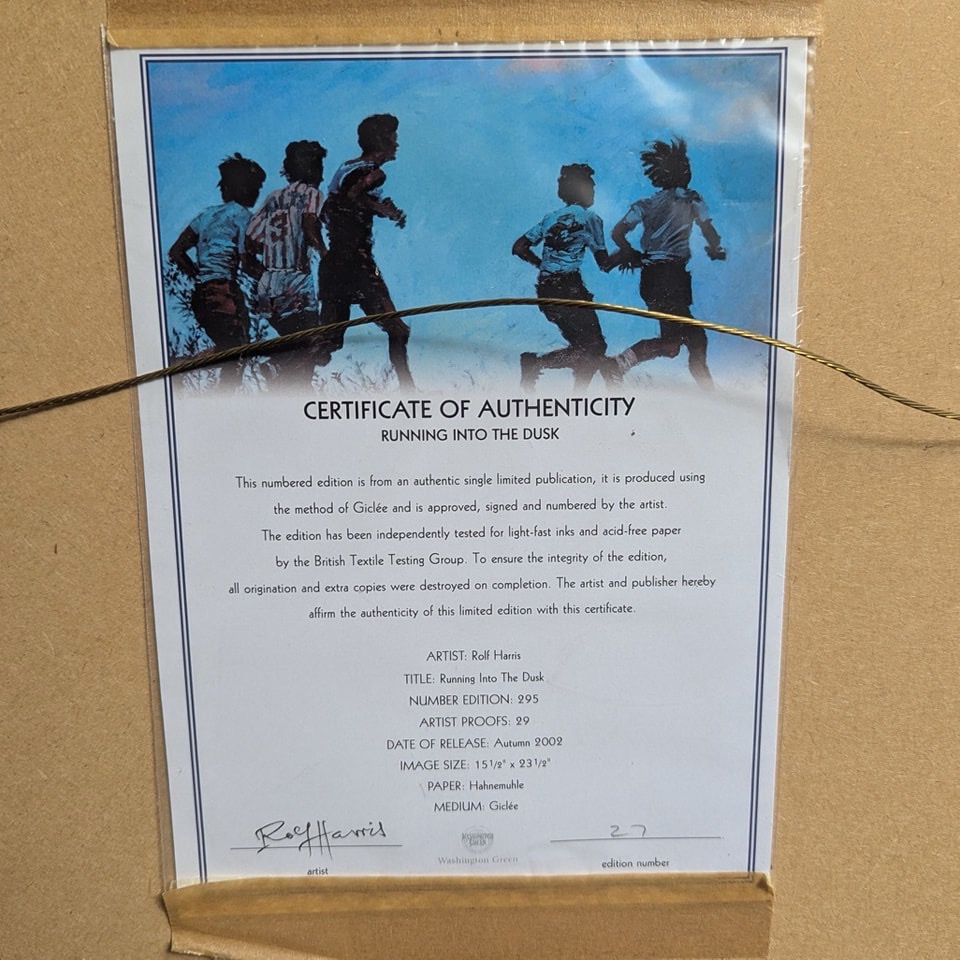 CERTIFICATE OF AUTHENTICITY
RUNNING INTO THE DUSK
This numbered edition is from an authentic single limited publication, it is produced using
the method of Giclée and is approved, signed and numbered by the artist.
The edition has been independently tested for light-fast inks and acid-free paper
by the British Textile Testing Group. To ensure the integrity of the edition,
all origination and extra copies were destroyed on completion. The artist and publisher hereby
affirm the authenticity of this limited edition with this certificate.
ARTIST: Rolf Harris
TITLE: Running Into The Dusk
NUMBER EDITION: 295
ARTIST PROOFS: 29
DATE OF RELEASE: Autumn 2002
IMAGE SIZE: 15 1/2" x 23 1/2"
PAPER: Hahnemuhle
MEDIUM: Giclée
Rolf Harris
WASHINGTON GREEN
27
Washington Green
artist
edition number